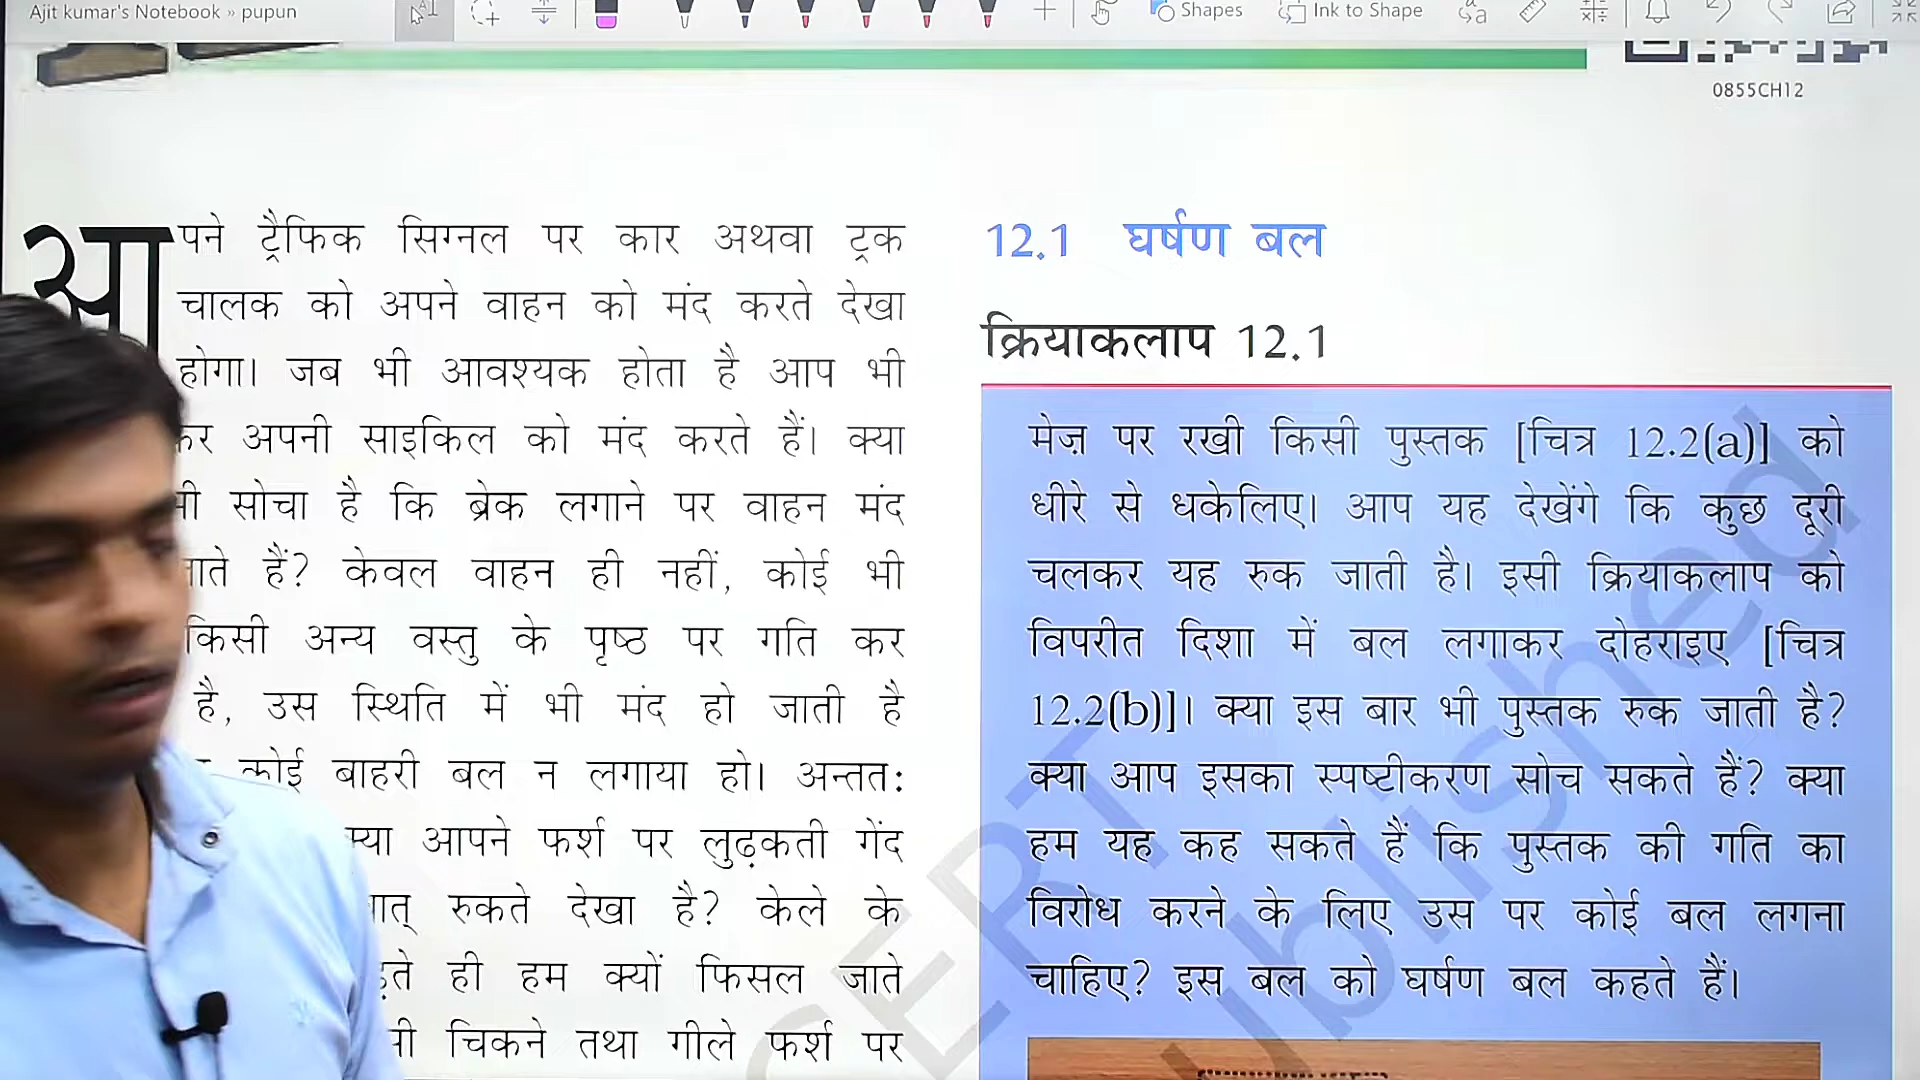 Ajit kumar's Notebook » pupun
Shapes
Ink to Shape
0855CH12
आपने ट्रैफिक सिग्नल पर कार अथवा ट्रक
चालक को अपने वाहन को मंद करते देखा
होगा। जब भी आवश्यक होता है आप भी
अपनी साइकिल को मंद करते हैं। क्या
सोचा है कि ब्रेक लगाने पर वाहन मंद
हैं? केवल वाहन ही नहीं, कोई भी
किसी अन्य वस्तु के पृष्ठ पर गति कर
है, उस स्थिति में भी मंद हो जाती है
कोई बाहरी बल न लगाया हो। अन्ततः
आपने फर्श पर लुढ़कती गेंद
रुकते देखा है? केले के
ही हम क्यों फिसल जाते
चिकने तथा गीले फर्श पर
12.1 घर्षण बल
क्रियाकलाप 12.1
मेज़ पर रखी किसी पुस्तक [चित्र 12.2(a)] को
धीरे से धकेलिए। आप यह देखेंगे कि कुछ दूरी
चलकर यह रुक जाती है। इसी क्रियाकलाप को
विपरीत दिशा में बल लगाकर दोहराइए [चित्र
12.2(b)]। क्या इस बार भी पुस्तक रुक जाती है?
क्या आप इसका स्पष्टीकरण सोच सकते हैं? क्या
हम यह कह सकते हैं कि पुस्तक की गति का
विरोध करने के लिए उस पर कोई बल लगना
चाहिए? इस बल को घर्षण बल कहते हैं।